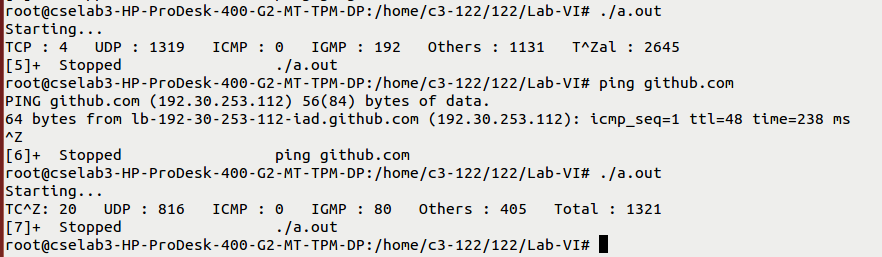 root@cselab3-HP-ProDesk-400-G2-MT-TPM-DP:/home/c3-122/122/Lab-VI# ./a.out
Starting...
TCP : 4   UDP : 1319   ICMP : 0   IGMP : 192   Others : 1131   T^Zal : 2645
[5]+  Stopped                 ./a.out
root@cselab3-HP-ProDesk-400-G2-MT-TPM-DP:/home/c3-122/122/Lab-VI# ping github.com
PING github.com (192.30.253.112) 56(84) bytes of data.
64 bytes from lb-192-30-253-112-iad.github.com (192.30.253.112): icmp_seq=1 ttl=48 time=238 ms
^Z
[6]+  Stopped                 ping github.com
root@cselab3-HP-ProDesk-400-G2-MT-TPM-DP:/home/c3-122/122/Lab-VI# ./a.out
Starting...
TC^Z: 20   UDP : 816   ICMP : 0   IGMP : 80   Others : 405   Total : 1321
[7]+  Stopped                 ./a.out
root@cselab3-HP-ProDesk-400-G2-MT-TPM-DP:/home/c3-122/122/Lab-VI#